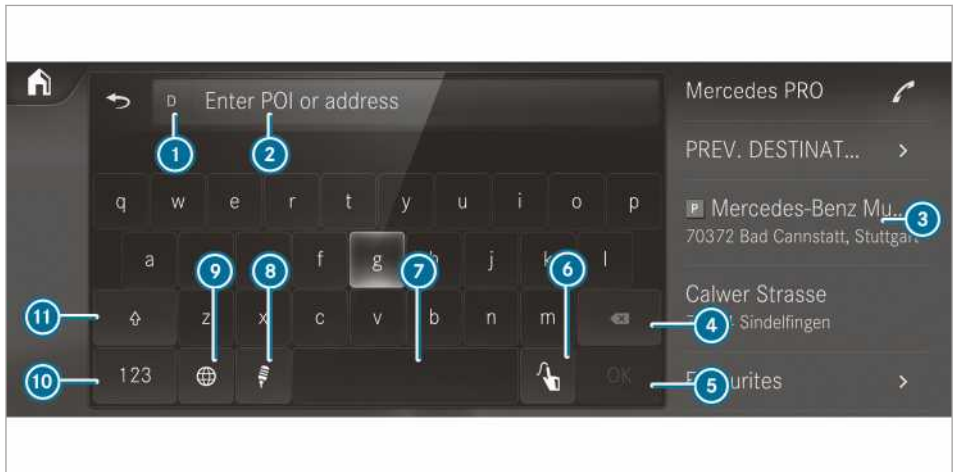 D Enter POI or address
1 2
q w e r t y u i o p
a f g j l
9 8 7 6
11 z x c v b n m 4
10 123 OK 5
Mercedes PRO
PREV. DESTINAT...
P Mercedes-Benz Mu... 3
70372 Bad Cannstatt, Stuttgart
Calwer Strasse
Sindelfingen